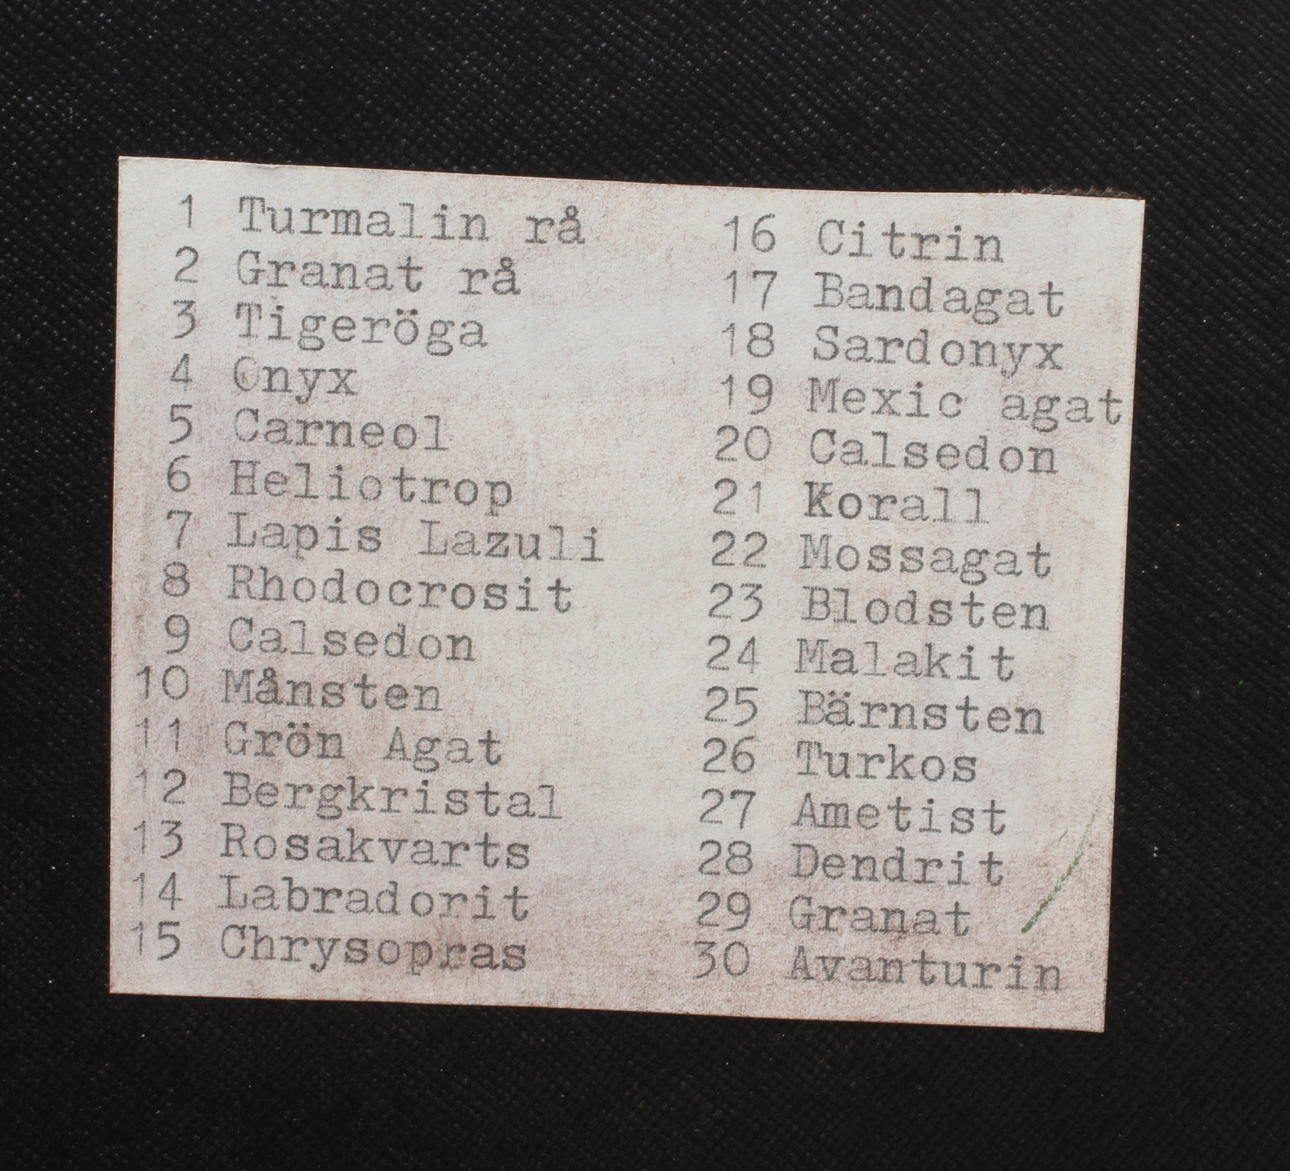 1 Turmalin rå
2 Granat rå
3 Tigeröga
4 Onyx
5 Carneol
6 Heliotrop
7 Lapis Lazuli
8 Rhodocrosit
9 Calsedon
10 Månsten
11 Grön Agat
12 Bergkristal
13 Rosakvarts
14 Labradorit
15 Chrysopras
16 Citrin
17 Bandagat
18 Sardonyx
19 Mexic agat
20 Calsedon
21 Korall
22 Mossagat
23 Blodsten
24 Malakit
25 Bärnsten
26 Turkos
27 Ametist
28 Dendrit
29 Granat
30 Avanturin